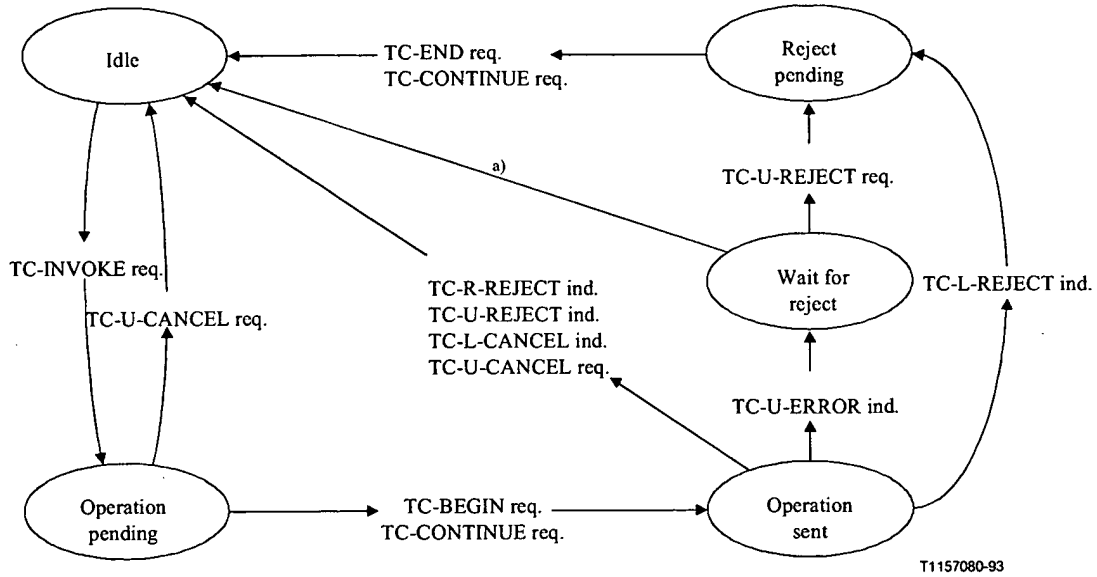 Idle
TC-END req.
TC-CONTINUE req.
Reject
pending
a)
TC-U-REJECT req.
TC-INVOKE req.
TC-U-CANCEL req.
TC-R-REJECT ind.
TC-U-REJECT ind.
TC-L-CANCEL ind.
TC-U-CANCEL req.
Wait for
reject
TC-L-REJECT ind.
TC-U-ERROR ind.
Operation
pending
TC-BEGIN req.
TC-CONTINUE req.
Operation
sent
T1157080-93